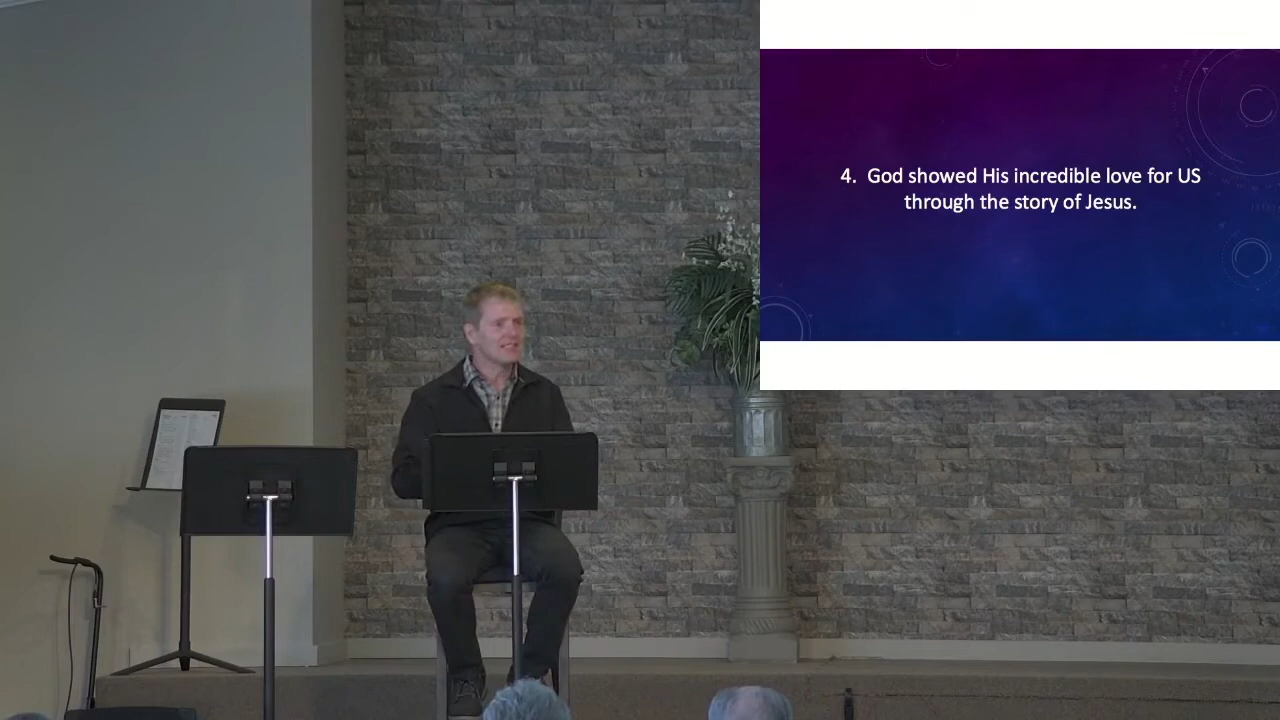 4. God showed His incredible love for US
through the story of Jesus.